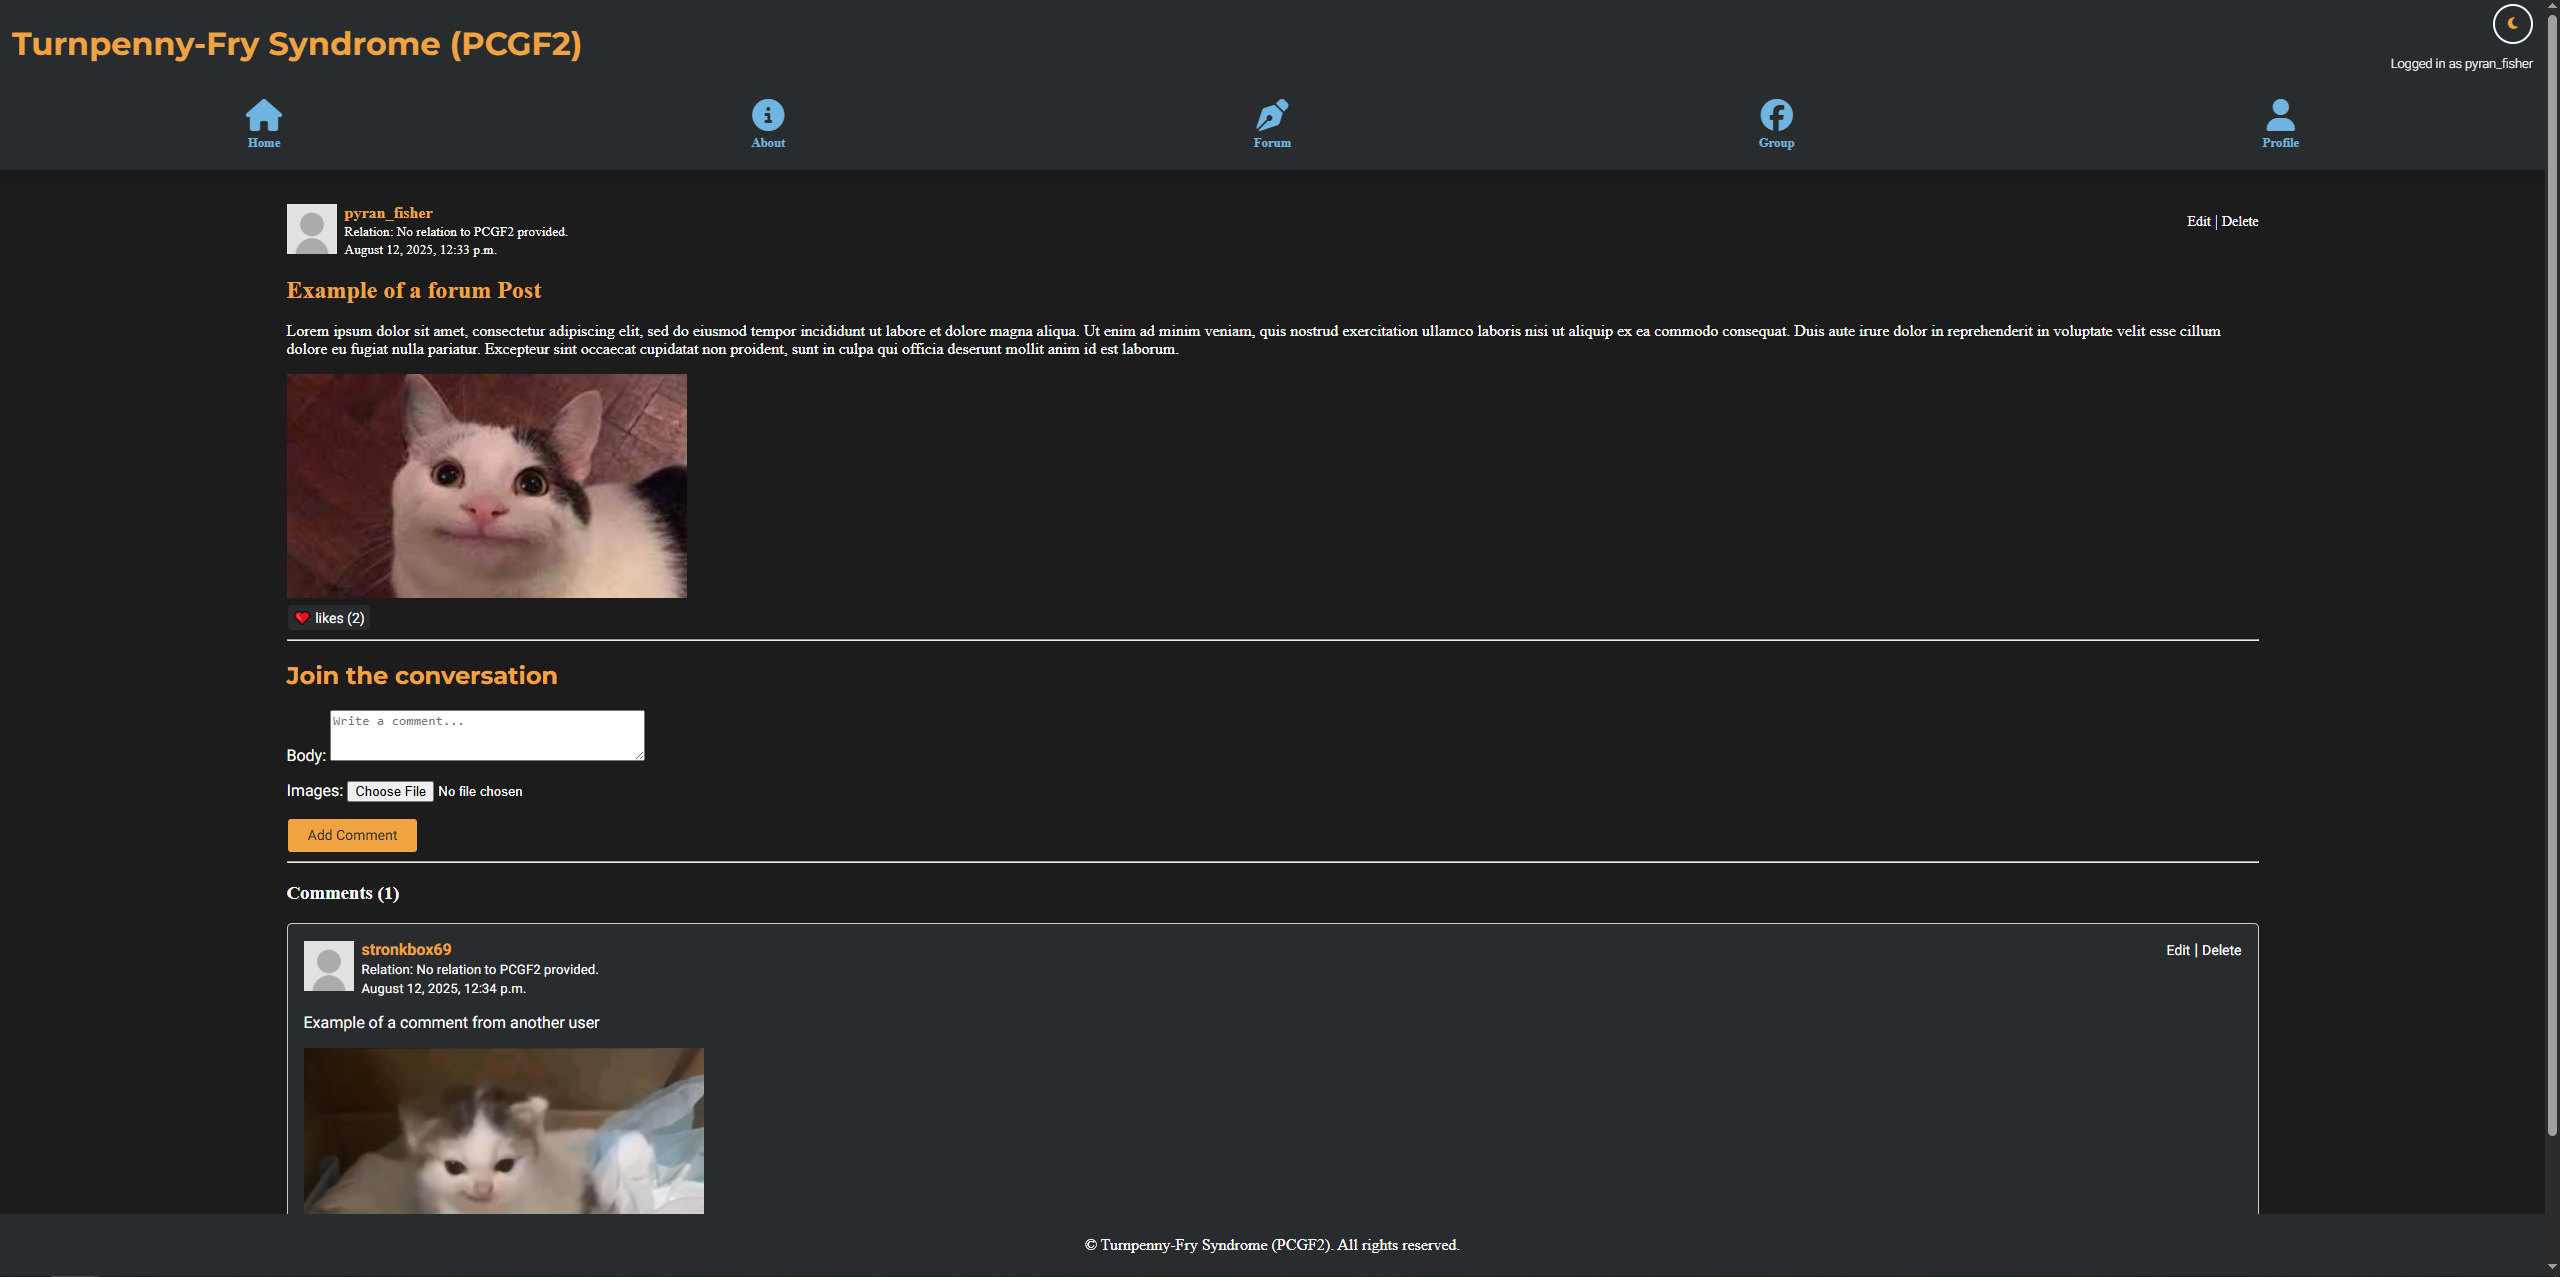 Turnpenny-Fry Syndrome (PCGF2)
Logged in as pyran_fisher
Home About Forum Group Profile
pyran_fisher
Relation: No relation to PCGF2 provided.
August 12, 2025, 12:33 p.m.
Edit | Delete
Example of a forum Post
Lorem ipsum dolor sit amet, consectetur adipiscing elit, sed do eiusmod tempor incididunt ut labore et dolore magna aliqua. Ut enim ad minim veniam, quis nostrud exercitation ullamco laboris nisi ut aliquip ex ea commodo consequat. Duis aute irure dolor in reprehenderit in voluptate velit esse cillum
dolore eu fugiat nulla pariatur. Excepteur sint occaecat cupidatat non proident, sunt in culpa qui officia deserunt mollit anim id est laborum.
likes (2)
Join the conversation
Write a comment...
Body:
Images: Choose File No file chosen
Add Comment
Comments (1)
stronkbox69
Relation: No relation to PCGF2 provided.
August 12, 2025, 12:34 p.m.
Edit | Delete
Example of a comment from another user
© Turnpenny-Fry Syndrome (PCGF2). All rights reserved.